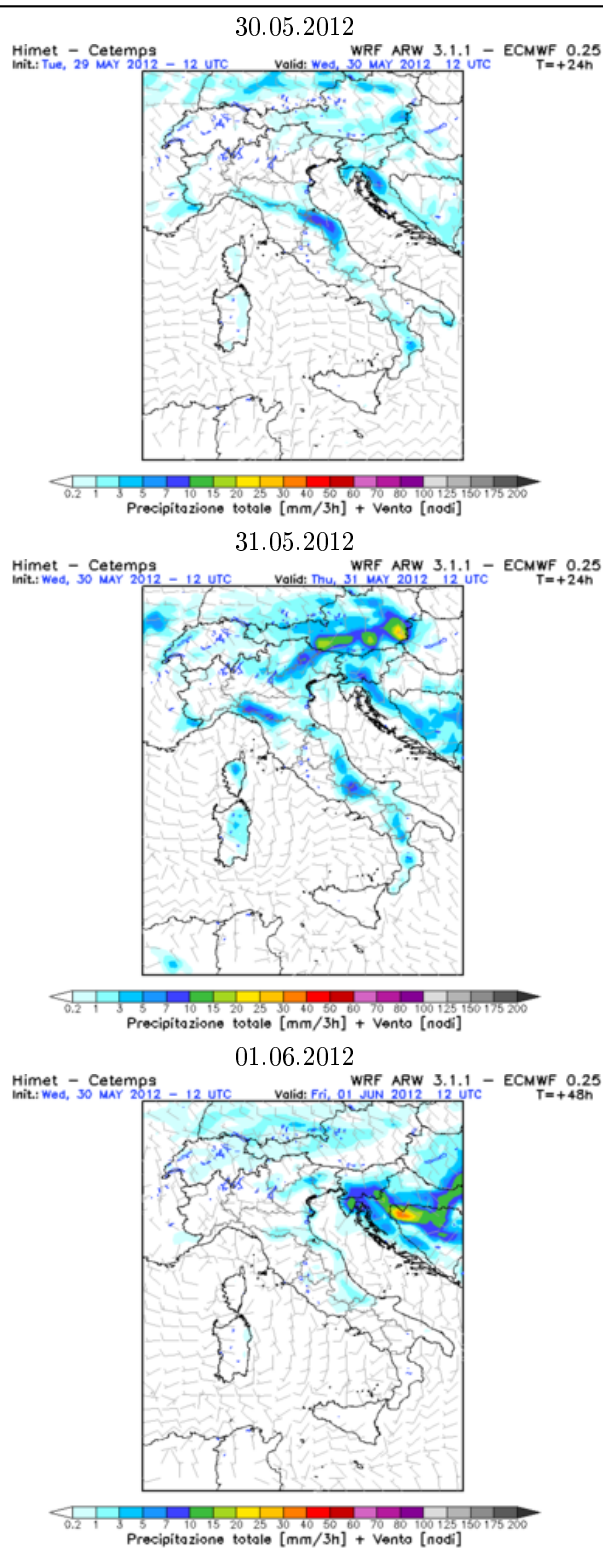 30.05.2012
Himet – Cetemps WRF ARW 3.1.1 – ECMWF 0.25
Init.: Tue, 29 MAY 2012 – 12 UTC Valid: Wed, 30 MAY 2012 12 UTC T=+24h
0.2 1 3 5 7 10 15 20 25 30 40 50 60 70 80 100 125 150 175 200
Precipitazione totale [mm/3h] + Vento [nodi]
31.05.2012
Himet – Cetemps WRF ARW 3.1.1 – ECMWF 0.25
Init.: Wed, 30 MAY 2012 – 12 UTC Valid: Thu, 31 MAY 2012 12 UTC T=+24h
0.2 1 3 5 7 10 15 20 25 30 40 50 60 70 80 100 125 150 175 200
Precipitazione totale [mm/3h] + Vento [nodi]
01.06.2012
Himet – Cetemps WRF ARW 3.1.1 – ECMWF 0.25
Init.: Wed, 30 MAY 2012 – 12 UTC Valid: Fri, 01 JUN 2012 12 UTC T=+48h
0.2 1 3 5 7 10 15 20 25 30 40 50 60 70 80 100 125 150 175 200
Precipitazione totale [mm/3h] + Vento [nodi]